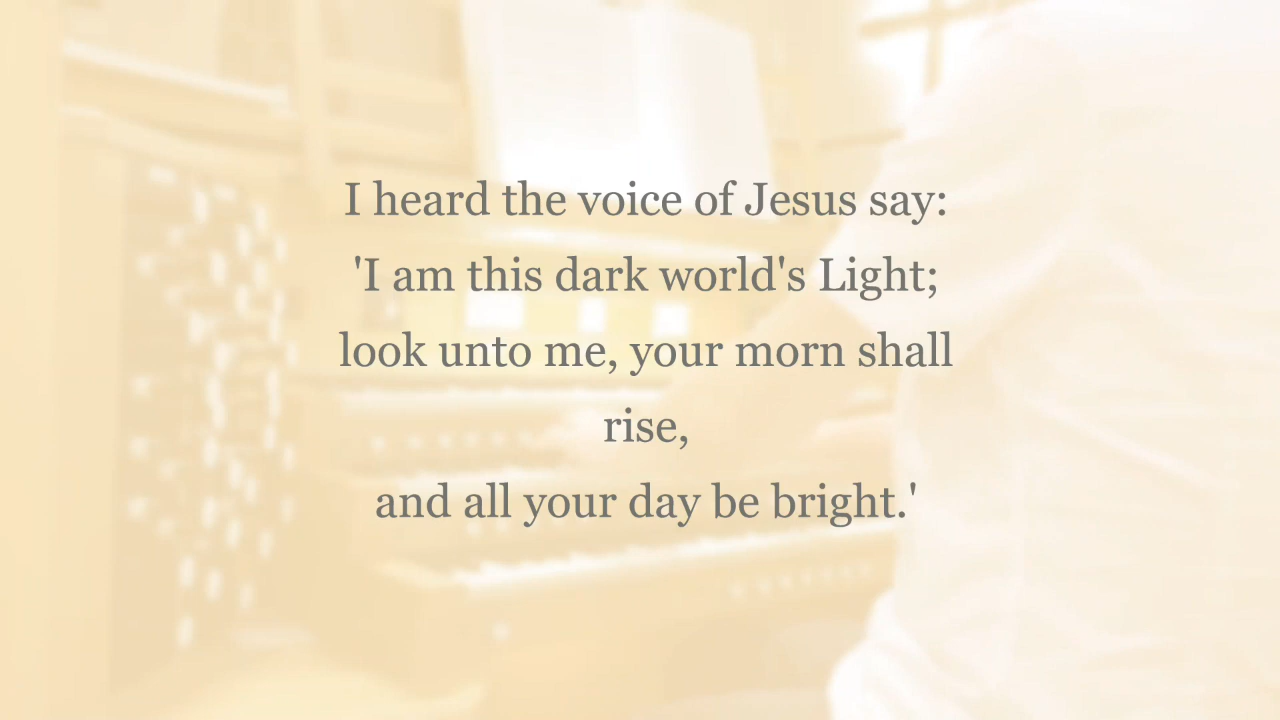 I heard the voice of Jesus say:
'I am this dark world's Light;
look unto me, your morn shall
rise,
and all your day be bright.'